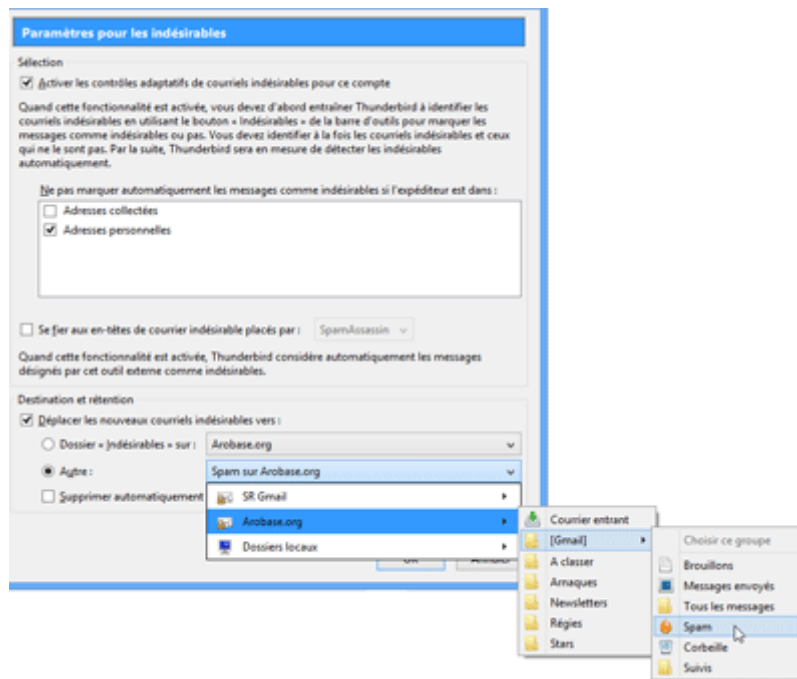 Paramètres pour les indésirables
Sélection
Activer les contrôles adaptatifs de courriels indésirables pour ce compte
Quand cette fonctionnalité est activée, vous devez d'abord entraîner Thunderbird à identifier les
courriels indésirables en utilisant le bouton « Indésirables » de la barre d'outils pour marquer les
messages comme indésirables ou pas. Vous devez identifier à la fois les courriels indésirables et ceux
qui ne le sont pas. Par la suite, Thunderbird sera en mesure de détecter les indésirables
automatiquement.
Ne pas marquer automatiquement les messages comme indésirables si l'expéditeur est dans :
Adresses collectées
Adresses personnelles
Se fier aux en-têtes de courrier indésirable placés par : SpamAssassin
Quand cette fonctionnalité est activée, Thunderbird considère automatiquement les messages
désignés par cet outil externe comme indésirables.
Destination et rétention
Déplacer les nouveaux courriels indésirables vers :
Dossier « Indésirables » sur : Arobase.org
Autre : Spam sur Arobase.org
Supprimer automatiquement
SR Gmail
Arobase.org
Dossiers locaux
Courrier entrant
[Gmail]
A classer
Arnaques
Newsletters
Régies
Stars
Choisir ce groupe
Brouillons
Messages envoyés
Tous les messages
Spam
Corbeille
Suivis